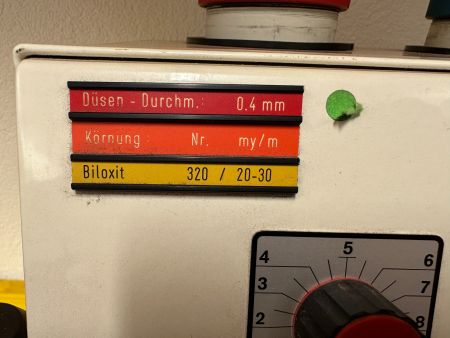 Düsen - Durchm.: 0.4 mm
Körnung: Nr. my/m
Biloxit 320 / 20-30
5
4 6
3 7
2 8